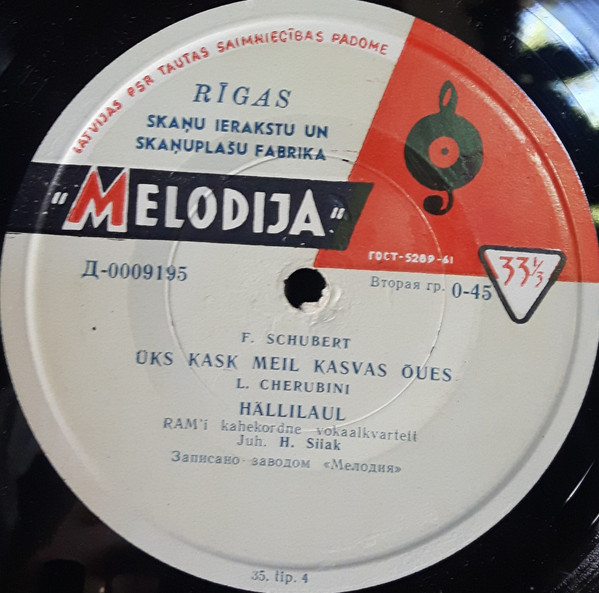 LATVIJAS PSR TAUTAS SAIMNIECĪBAS PADOME
RĪGAS
SKAŅU IERAKSTU UN
SKAŅUPLAŠU FABRIKA
"MELODIJA"
ГОСТ-5289-61
Д-0009195
Вторая гр. 0-45
33⅓
F. SCHUBERT
ÜKS KASK MEIL KASVAS ÕUES
L. CHERUBINI
HÄLLILAUL
RAM'i kahekordne vokaalkvartett
Juh. H. Silak
Записано заводом «Мелодия»
35. tip. 4